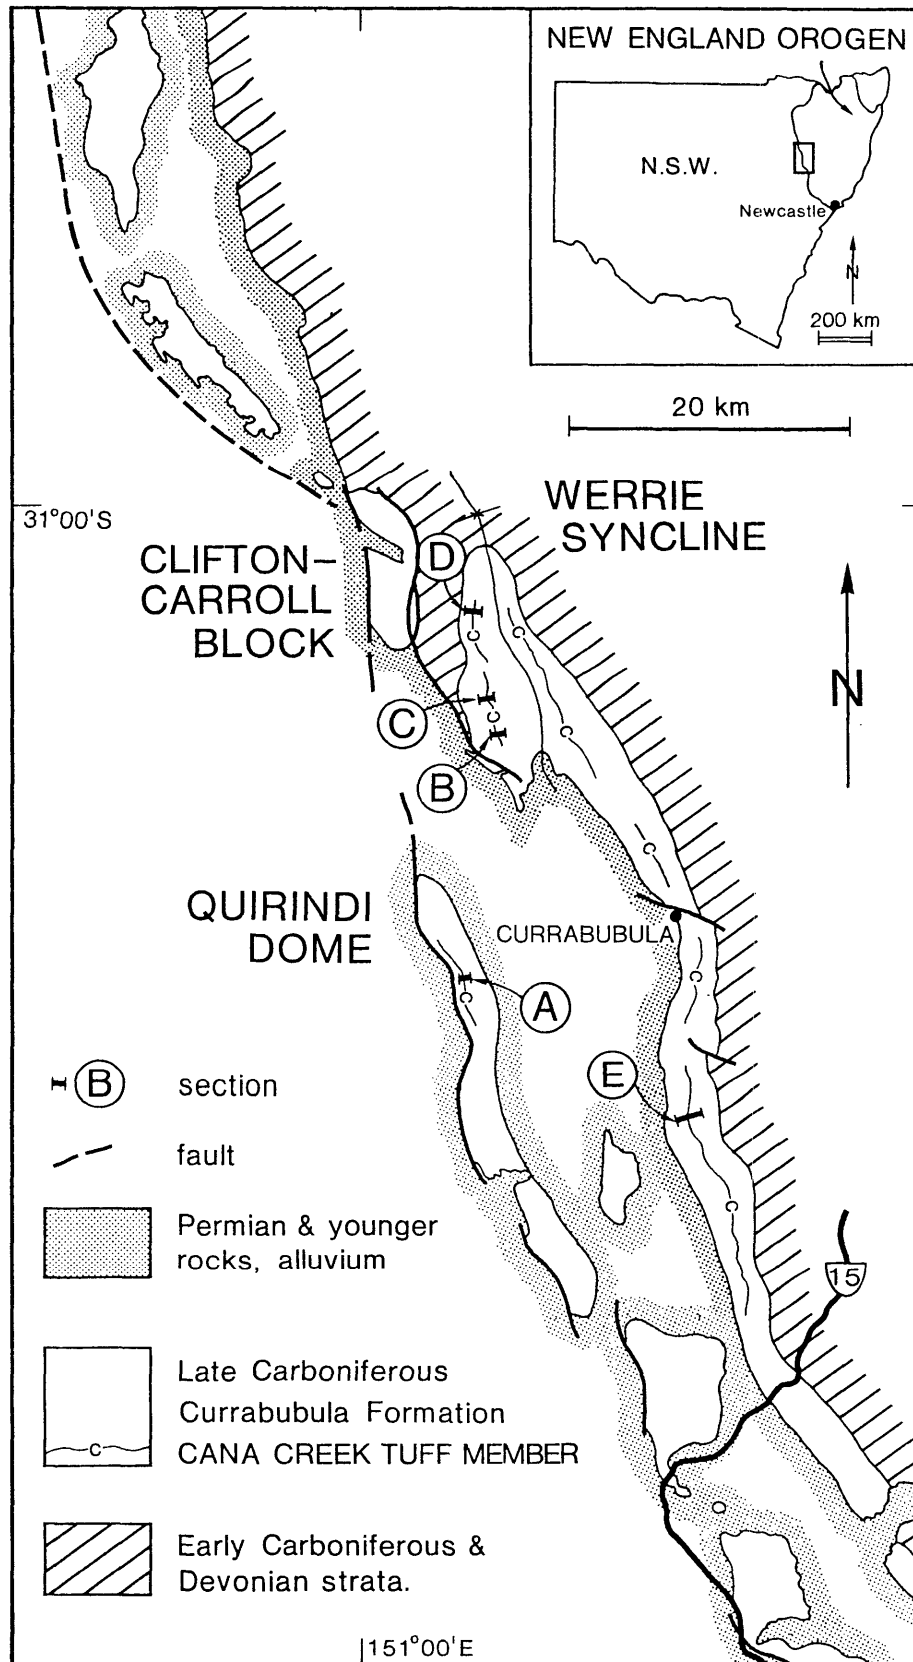 NEW ENGLAND OROGEN
N.S.W.
Newcastle
N
200 km
20 km
31°00'S
WERRIE
SYNCLINE
CLIFTON–
CARROLL
BLOCK
D
C
C
C
C
C
B
N
C
QUIRINDI
DOME
CURRABUBULA
A
C
C
E
B
section
fault
C
Permian & younger
rocks, alluvium
15
Late Carboniferous
Currabubula Formation
C
CANA CREEK TUFF MEMBER
Early Carboniferous &
Devonian strata.
151°00'E